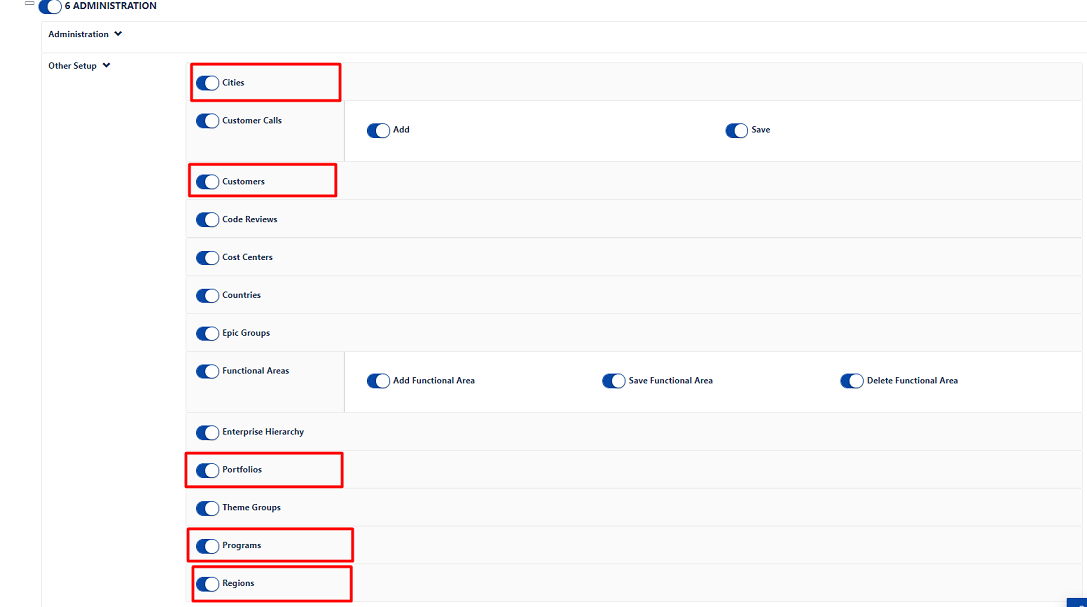 6 ADMINISTRATION
Administration
Other Setup
Cities
Customer Calls
Add
Save
Customers
Code Reviews
Cost Centers
Countries
Epic Groups
Functional Areas
Add Functional Area
Save Functional Area
Delete Functional Area
Enterprise Hierarchy
Portfolios
Theme Groups
Programs
Regions